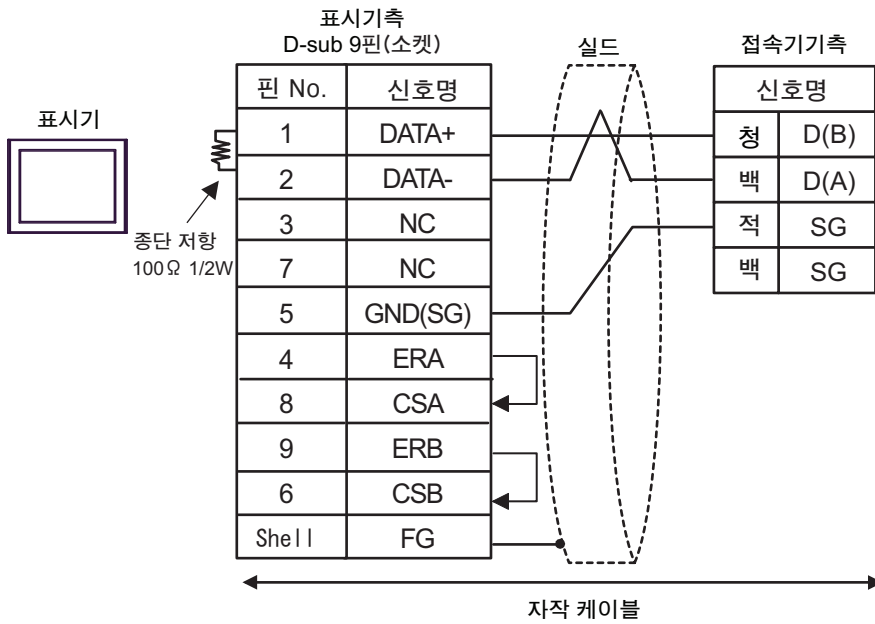 표시기측
D-sub 9핀(소켓)
실드
접속기기측
표시기
핀 No. 신호명
신호명
1 DATA+
청 D(B)
2 DATA-
백 D(A)
3 NC
적 SG
7 NC
백 SG
5 GND(SG)
4 ERA
8 CSA
9 ERB
6 CSB
Shell FG
종단 저항
100Ω 1/2W
자작 케이블